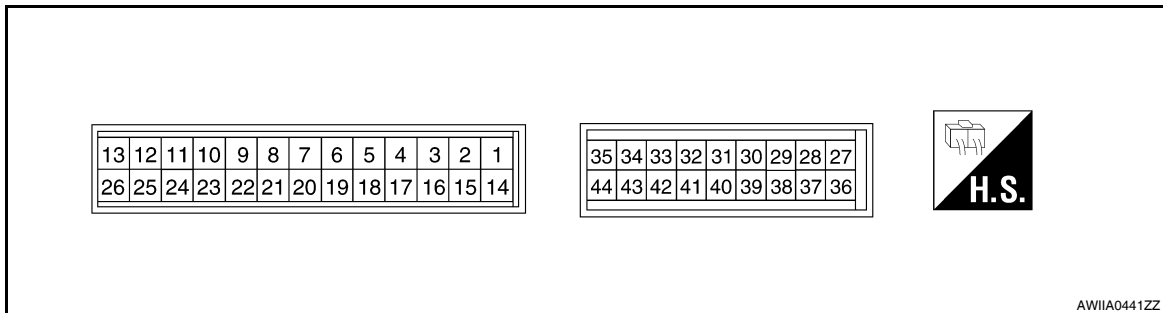 13 12 11 10 9 8 7 6 5 4 3 2 1
26 25 24 23 22 21 20 19 18 17 16 15 14
35 34 33 32 31 30 29 28 27
44 43 42 41 40 39 38 37 36
H.S.
AWIIA0441ZZ